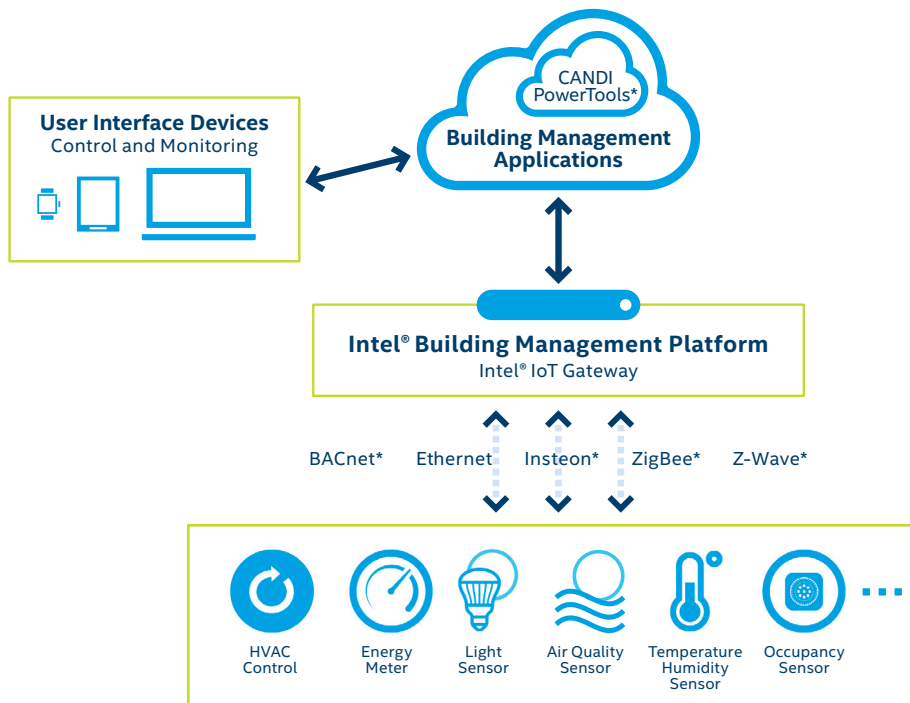 CANDI
PowerTools*
Building Management
Applications
User Interface Devices
Control and Monitoring
Intel® Building Management Platform
Intel® IoT Gateway
BACnet* Ethernet Insteon* ZigBee* Z-Wave*
HVAC
Control
Energy
Meter
Light
Sensor
Air Quality
Sensor
Temperature
Humidity
Sensor
Occupancy
Sensor